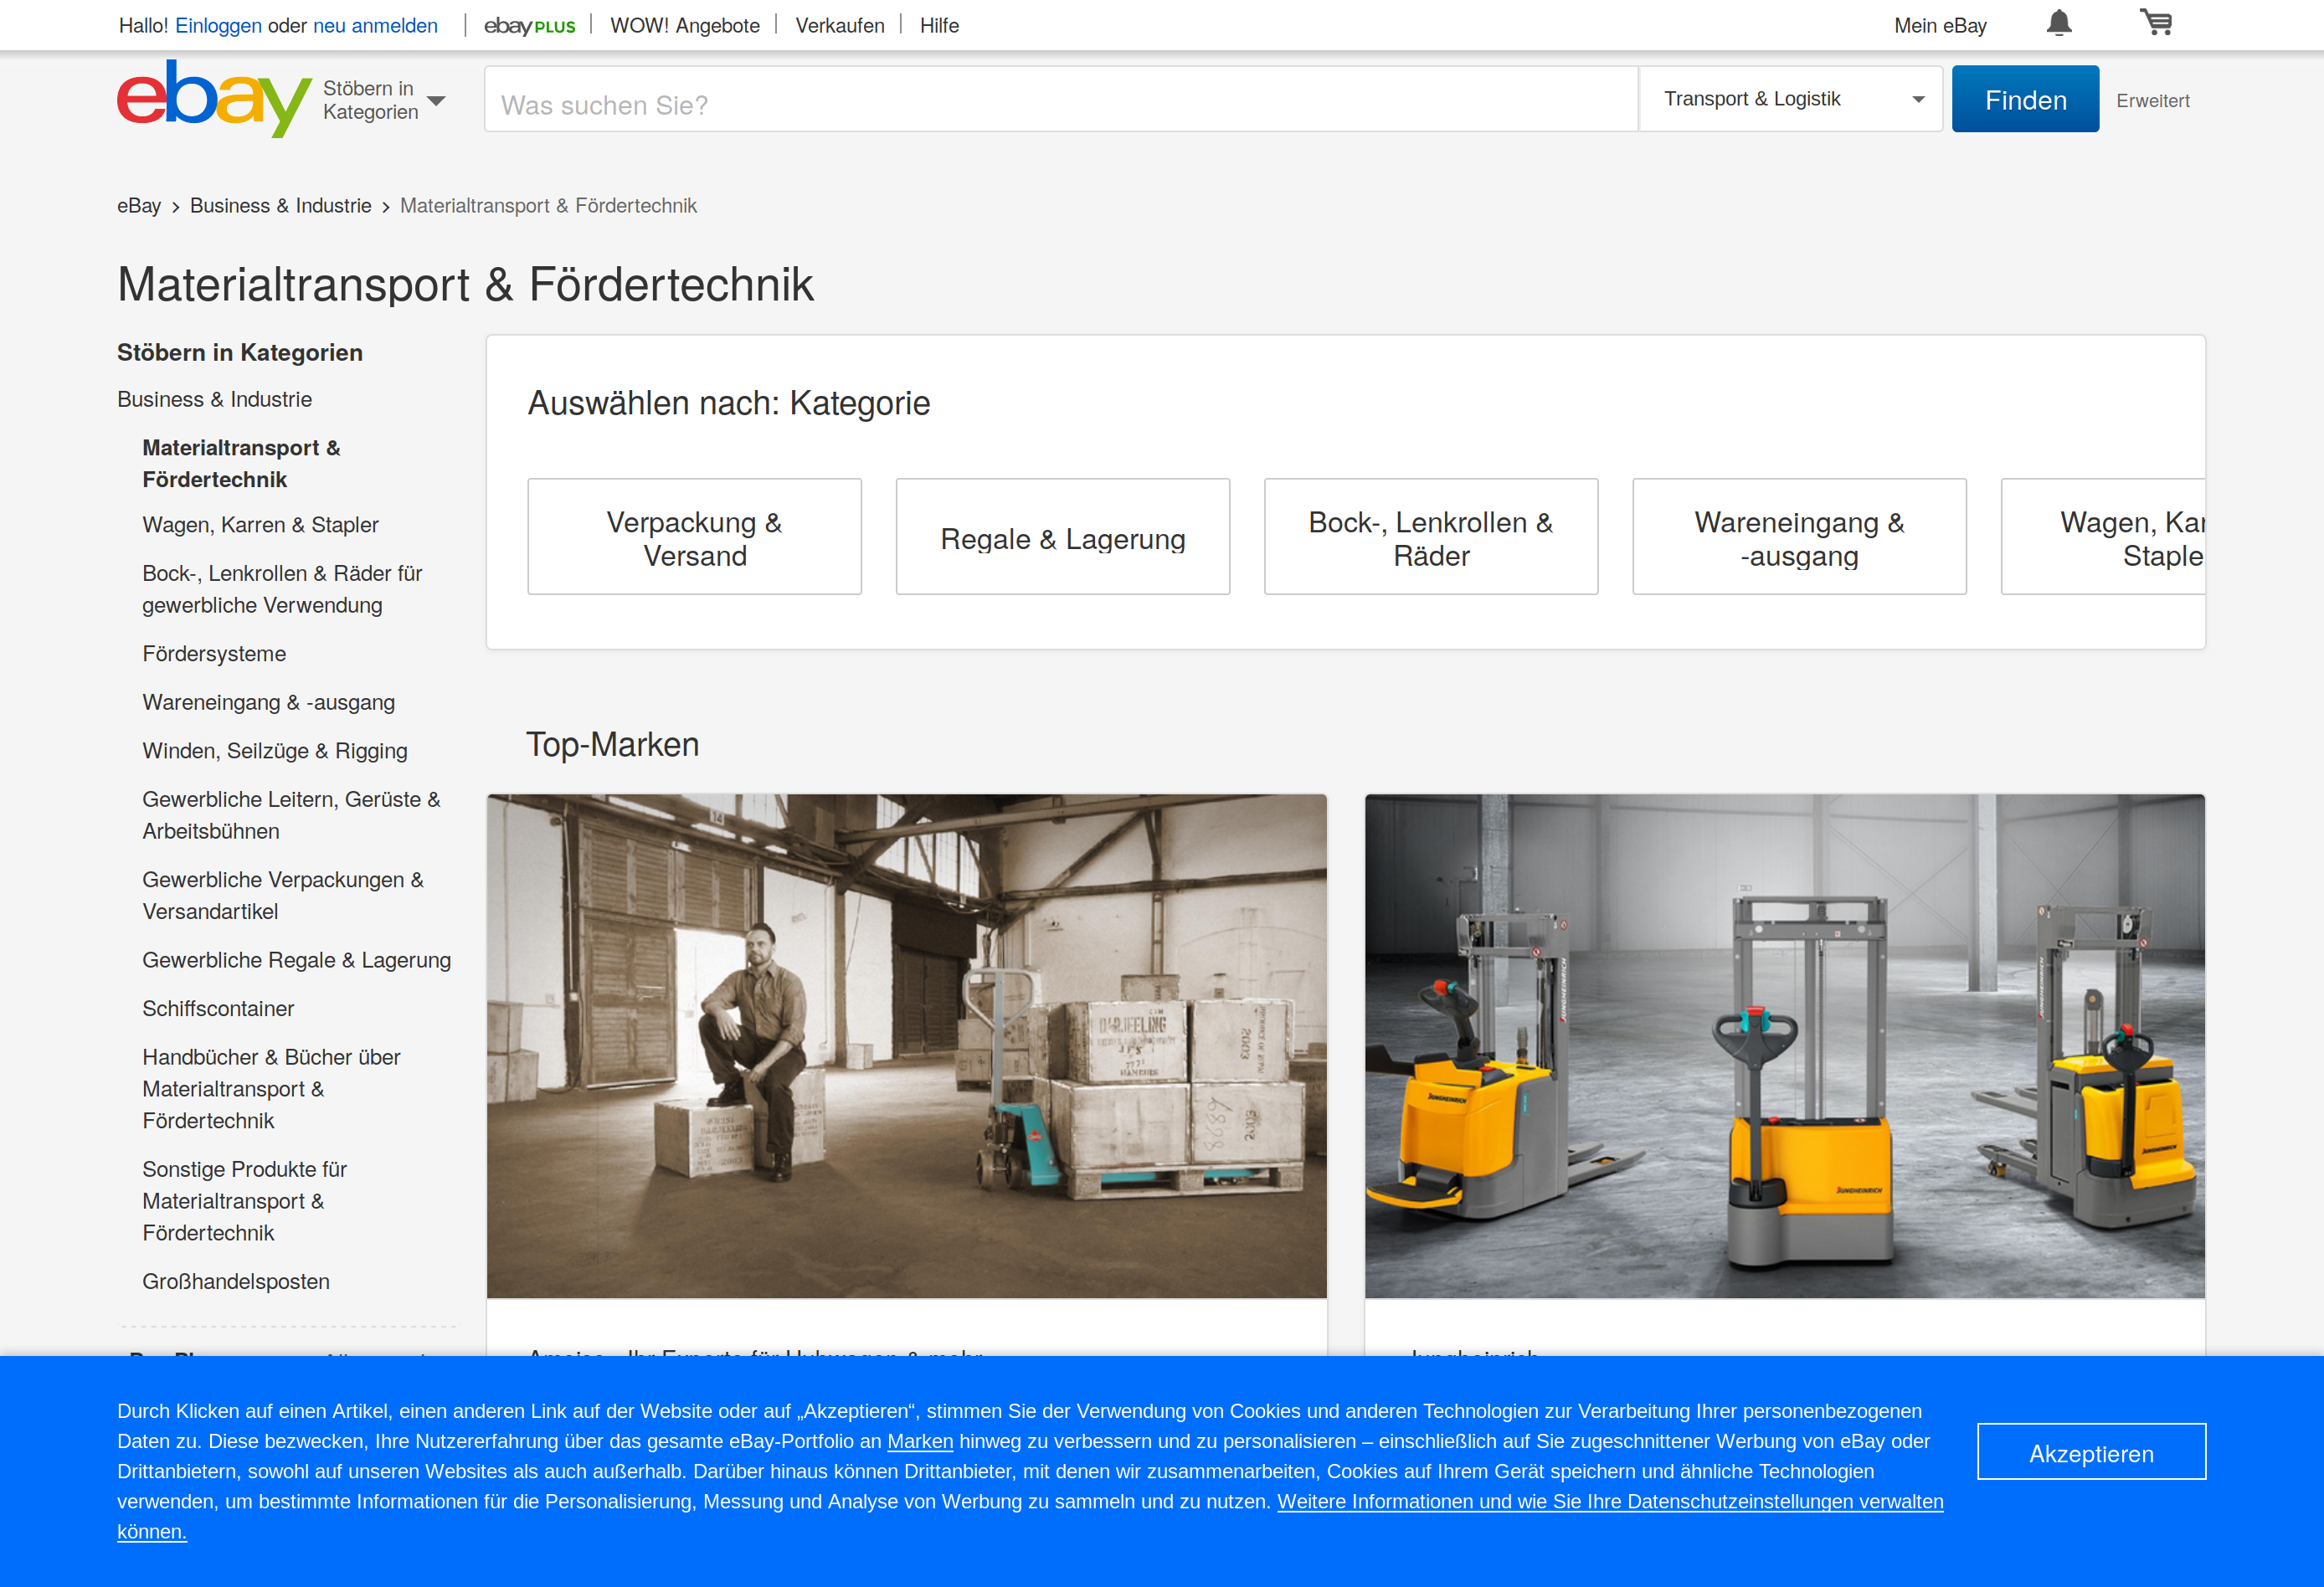 Hallo! Einloggen oder neu anmelden
ebay PLUS
WOW! Angebote
Verkaufen
Hilfe
Mein eBay
ebay
Stöbern in
Kategorien
Was suchen Sie?
Transport & Logistik
Finden
Erweitert
eBay
Business & Industrie
Materialtransport & Fördertechnik
Materialtransport & Fördertechnik
Stöbern in Kategorien
Business & Industrie
Materialtransport &
Fördertechnik
Wagen, Karren & Stapler
Bock-, Lenkrollen & Räder für
gewerbliche Verwendung
Fördersysteme
Wareneingang & -ausgang
Winden, Seilzüge & Rigging
Gewerbliche Leitern, Gerüste &
Arbeitsbühnen
Gewerbliche Verpackungen &
Versandartikel
Gewerbliche Regale & Lagerung
Schiffscontainer
Handbücher & Bücher über
Materialtransport &
Fördertechnik
Sonstige Produkte für
Materialtransport &
Fördertechnik
Großhandelsposten
Auswählen nach: Kategorie
Verpackung &
Versand
Regale & Lagerung
Bock-, Lenkrollen &
Räder
Wareneingang &
-ausgang
Wagen, Kar
Staple
Top-Marken
14
DARJEELING
HAMBURG
2003
JUNGHEINRICH
JUNGHEINRICH
JUNGHEINRICH
Durch Klicken auf einen Artikel, einen anderen Link auf der Website oder auf „Akzeptieren“, stimmen Sie der Verwendung von Cookies und anderen Technologien zur Verarbeitung Ihrer personenbezogenen
Daten zu. Diese bezwecken, Ihre Nutzererfahrung über das gesamte eBay-Portfolio an Marken hinweg zu verbessern und zu personalisieren – einschließlich auf Sie zugeschnittener Werbung von eBay oder
Drittanbietern, sowohl auf unseren Websites als auch außerhalb. Darüber hinaus können Drittanbieter, mit denen wir zusammenarbeiten, Cookies auf Ihrem Gerät speichern und ähnliche Technologien
verwenden, um bestimmte Informationen für die Personalisierung, Messung und Analyse von Werbung zu sammeln und zu nutzen. Weitere Informationen und wie Sie Ihre Datenschutzeinstellungen verwalten
können.
Akzeptieren